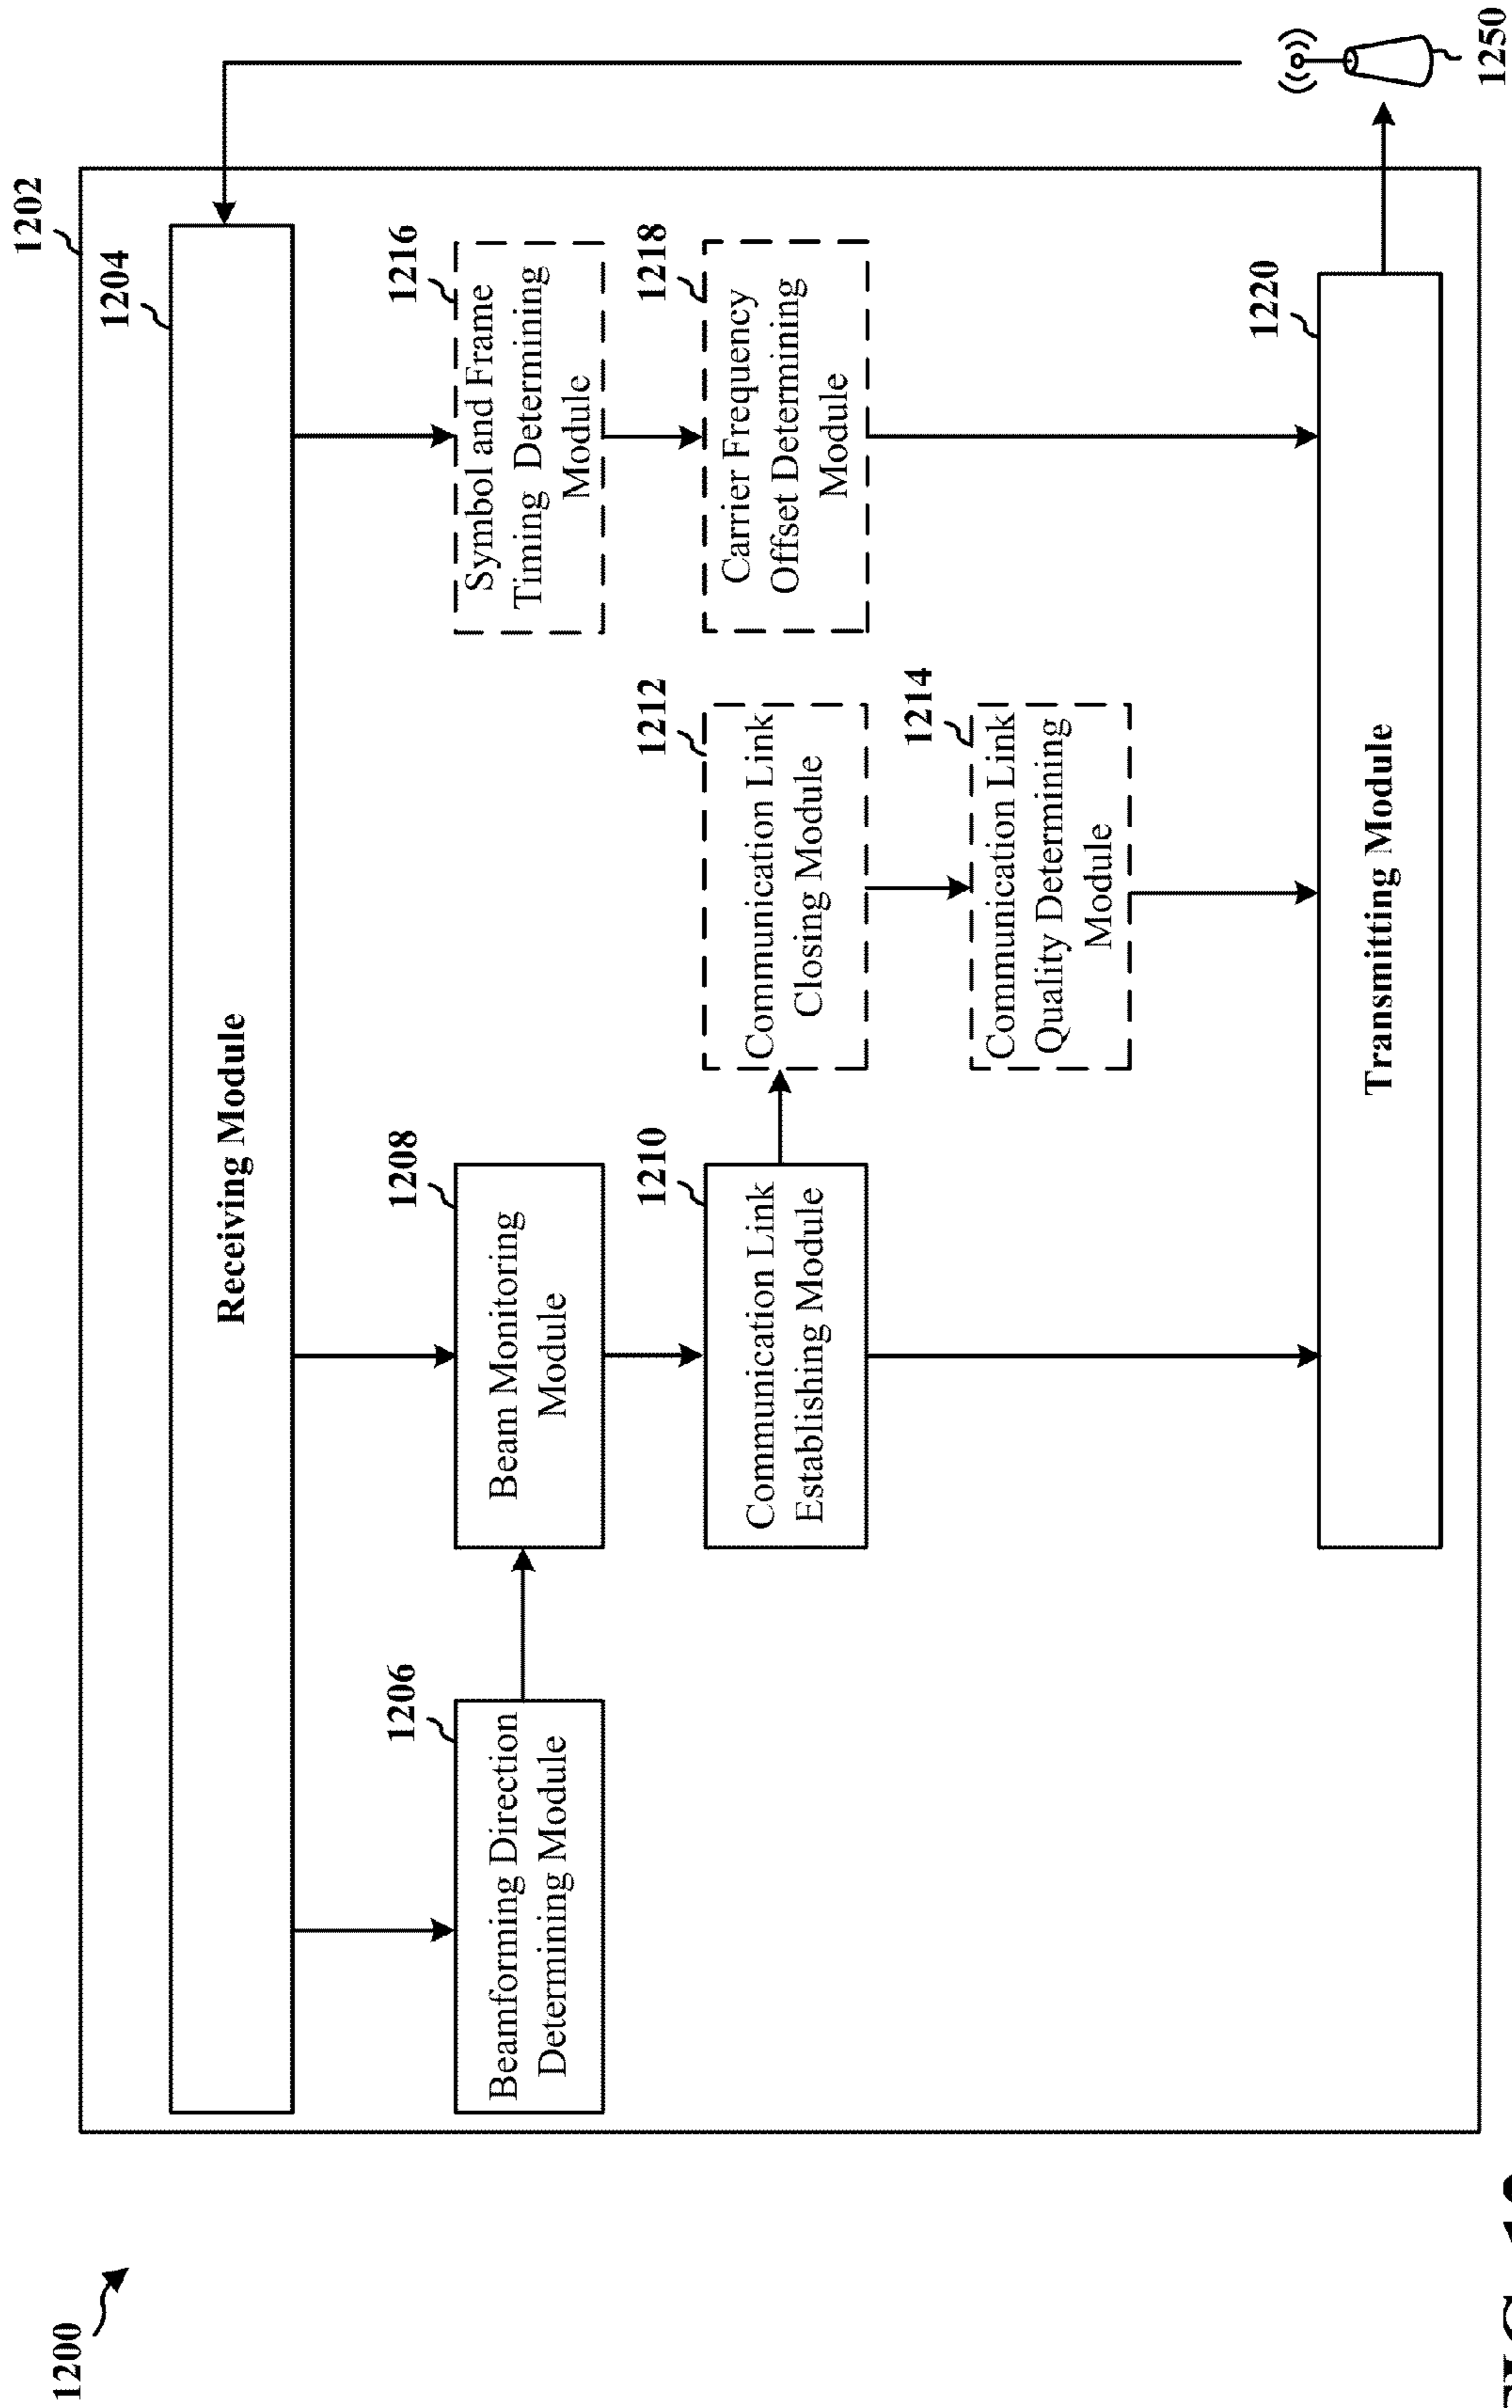 1200
1202
1204
Receiving Module
1206
Beamforming Direction
Determining Module
1208
Beam Monitoring
Module
1216
Symbol and Frame
Timing Determining
Module
1210
Communication Link
Establishing Module
1212
Communication Link
Closing Module
1218
Carrier Frequency
Offset Determining
Module
1214
Communication Link
Quality Determining
Module
1220
Transmitting Module
1250